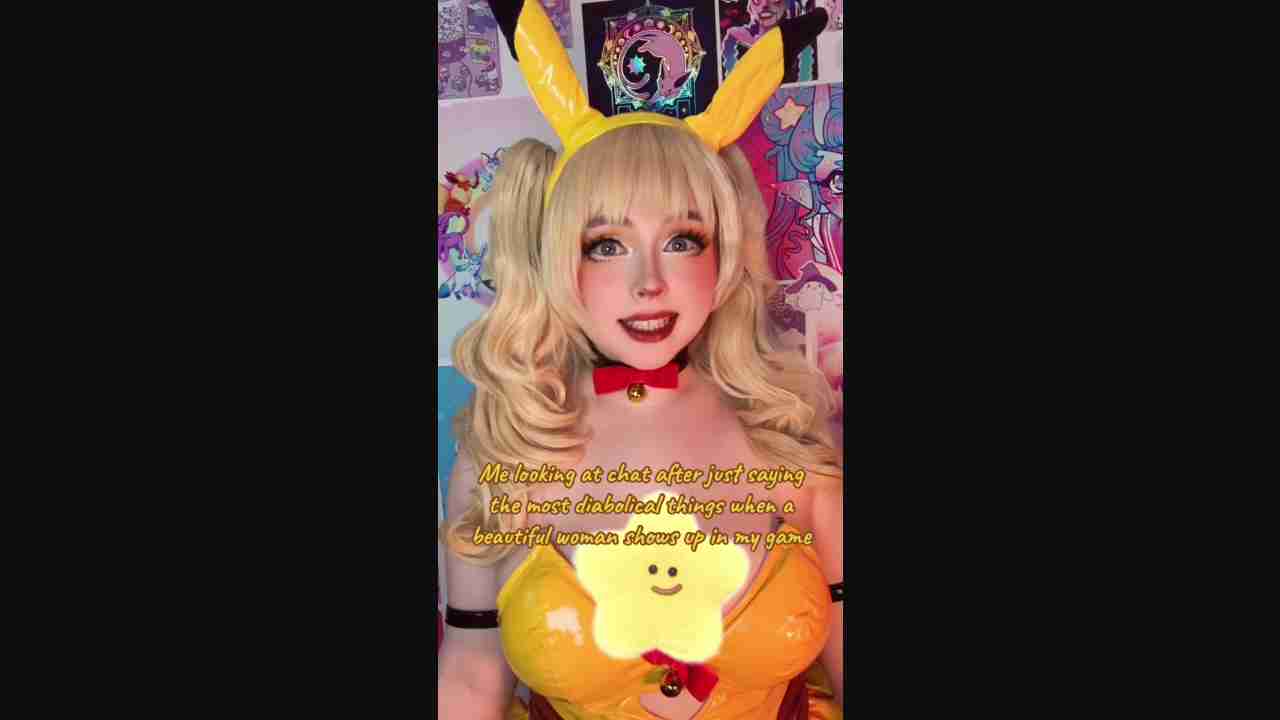 Me looking at chat after just saying
the most diabolical things when a
beautiful woman shows up in my game